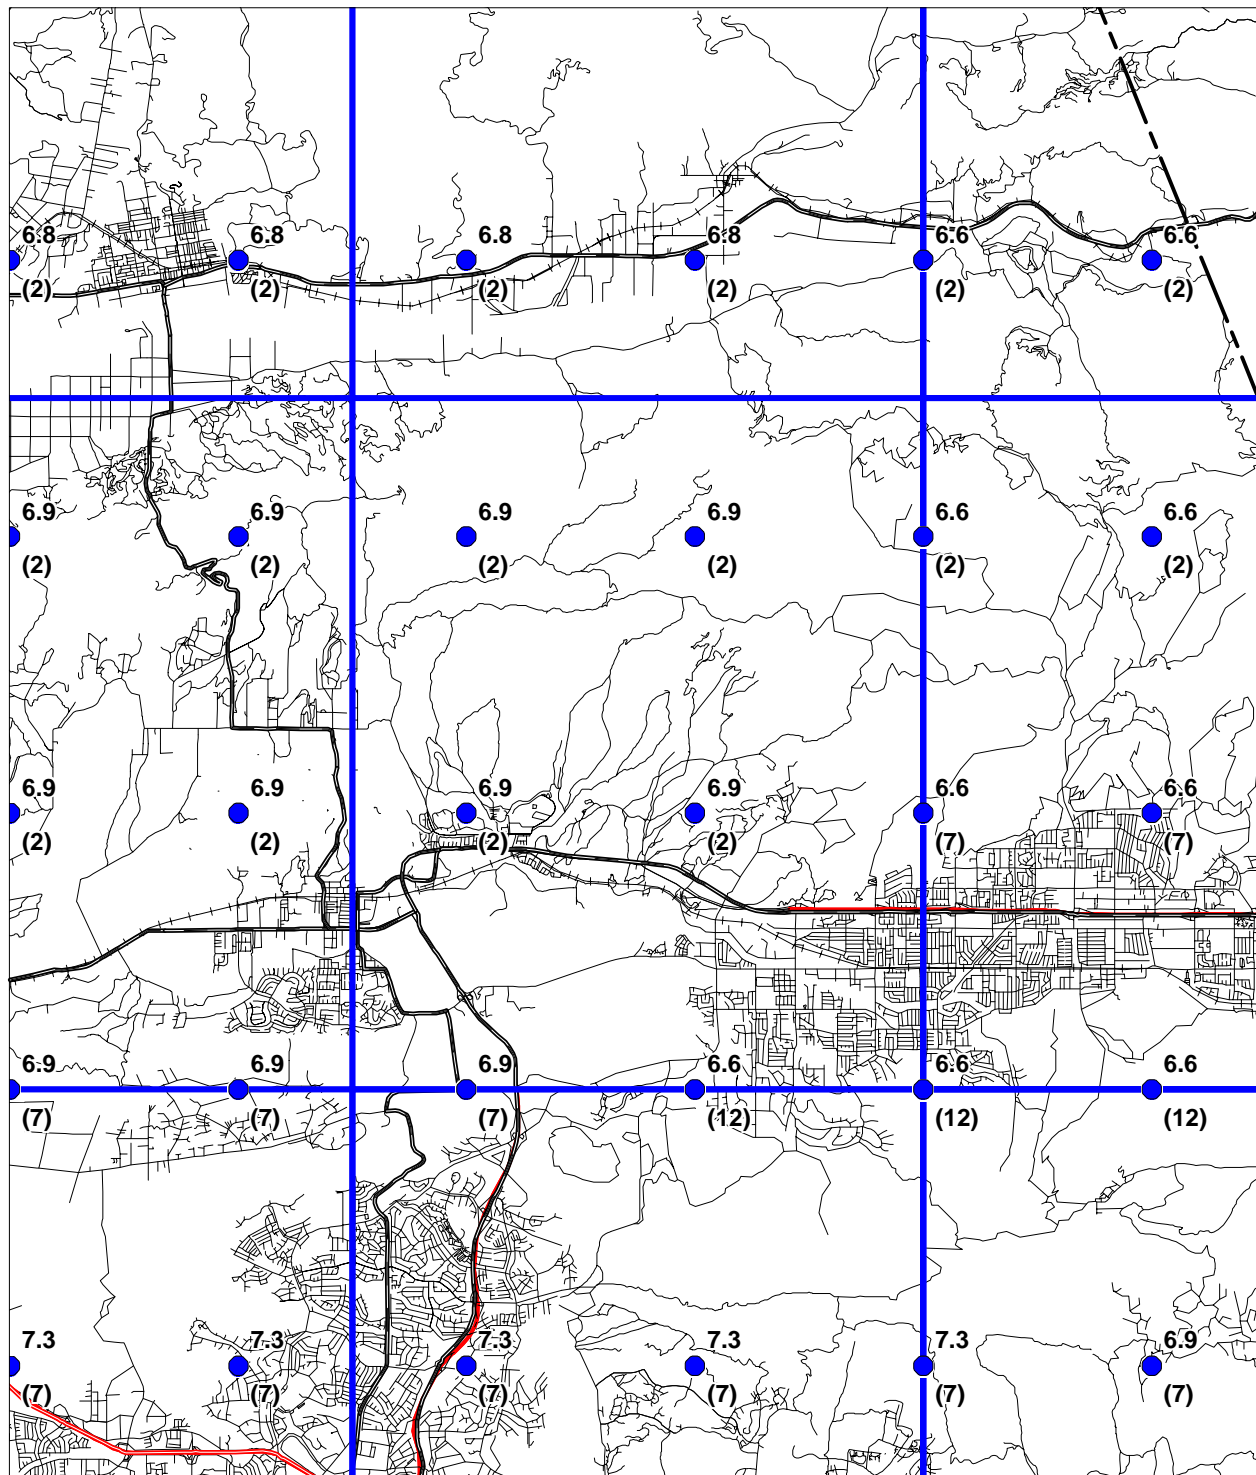 6.8 6.8 6.8 6.8 6.6 6.6
(2) (2) (2) (2) (2) (2)
6.9 6.9 6.9 6.9 6.6 6.6
(2) (2) (2) (2) (2) (2)
6.9 6.9 6.9 6.9 6.6 6.6
(2) (2) (2) (2) (7) (7)
6.9 6.9 6.9 6.6 6.6 6.6
(7) (7) (7) (12) (12) (12)
7.3 7.3 7.3 7.3 7.3 6.9
(7) (7) (7) (7) (7) (7)